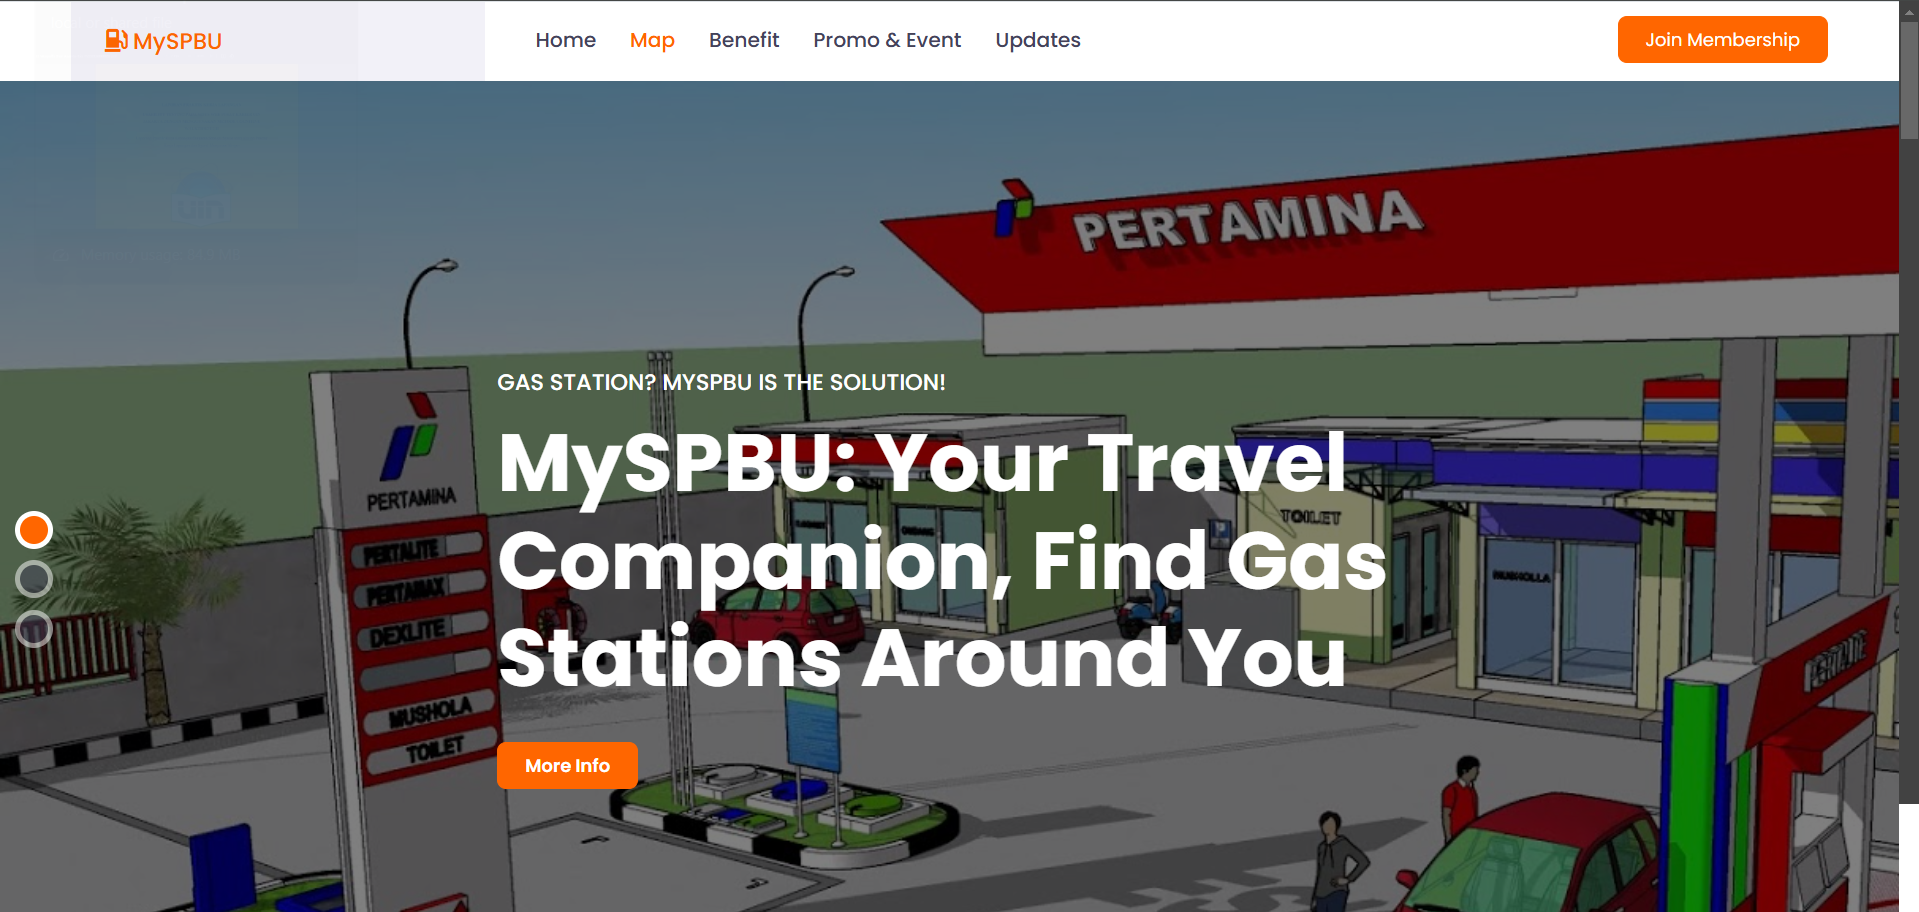 MySPBU
Home
Map
Benefit
Promo & Event
Updates
Join Membership
PERTAMINA
GAS STATION? MYSPBU IS THE SOLUTION!
MySPBU: Your Travel
Companion, Find Gas
Stations Around You
More Info
PERTAMINA
PERTALITE
PERTAMAX
DEXLITE
MUSHOLA
TOILET
TOILET
MUSHOLLA